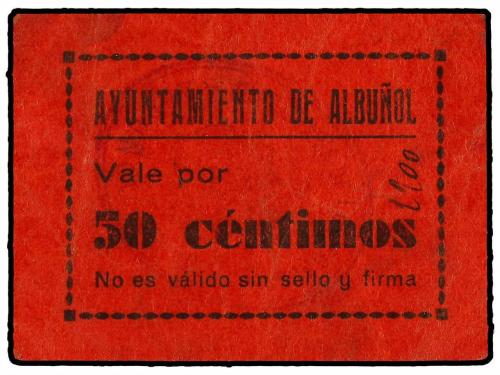 AYUNTAMIENTO DE ALBUÑOL
Vale por
50 céntimos
No es válido sin sello y firma